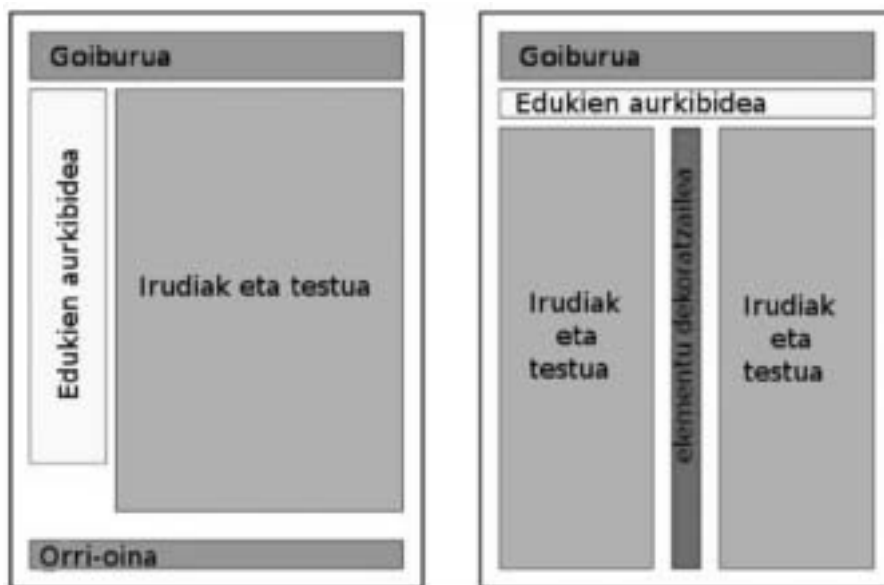 Goiburua
Edukien aurkibidea
Irudiak eta testua
Orri-oina
Goiburua
Edukien aurkibidea
Irudiak
eta
testua
elementu dekoratzailea
Irudiak
eta
testua